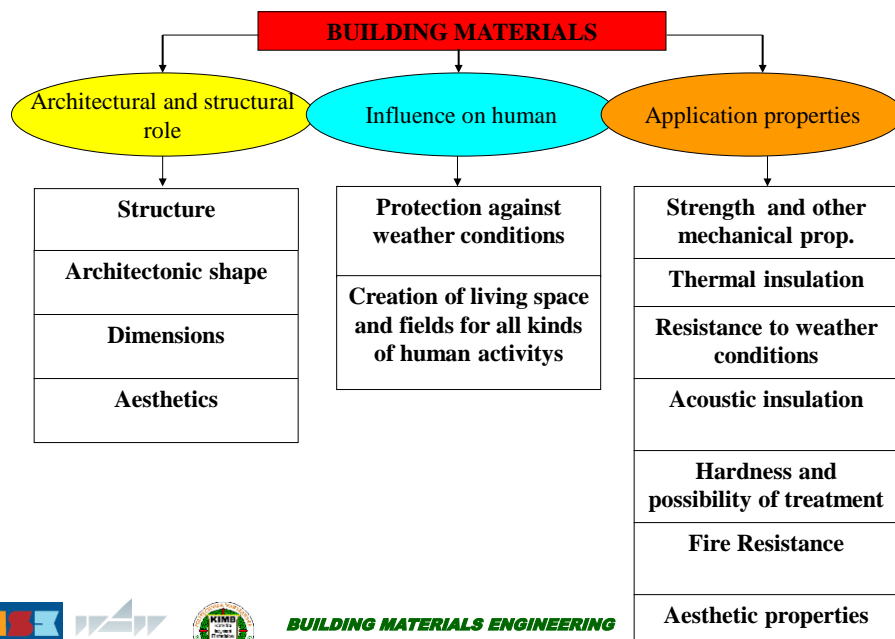 BUILDING MATERIALS
Architectural and structural
role
Influence on human
Application properties
Structure
Architectonic shape
Dimensions
Aesthetics
Protection against
weather conditions
Creation of living space
and fields for all kinds
of human activitys
Strength and other
mechanical prop.
Thermal insulation
Resistance to weather
conditions
Acoustic insulation
Hardness and
possibility of treatment
Fire Resistance
Aesthetic properties
KIMB
BUILDING MATERIALS ENGINEERING